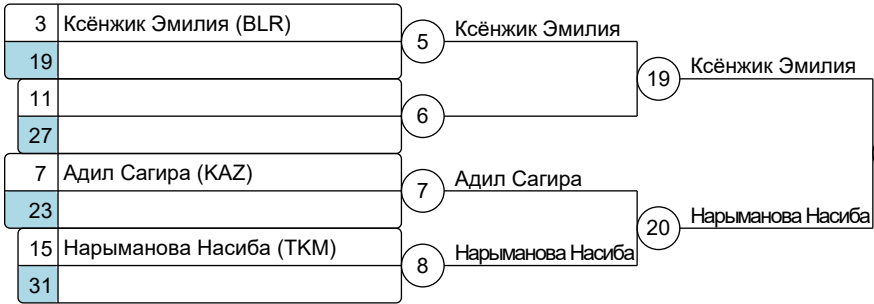 3 Ксёнжик Эмилия (BLR)
19
5 Ксёнжик Эмилия
11
27
6
19 Ксёнжик Эмилия
7 Адил Сагира (KAZ)
23
7 Адил Сагира
15 Нарыманова Насиба (TKM)
31
8 Нарыманова Насиба
20 Нарыманова Насиба